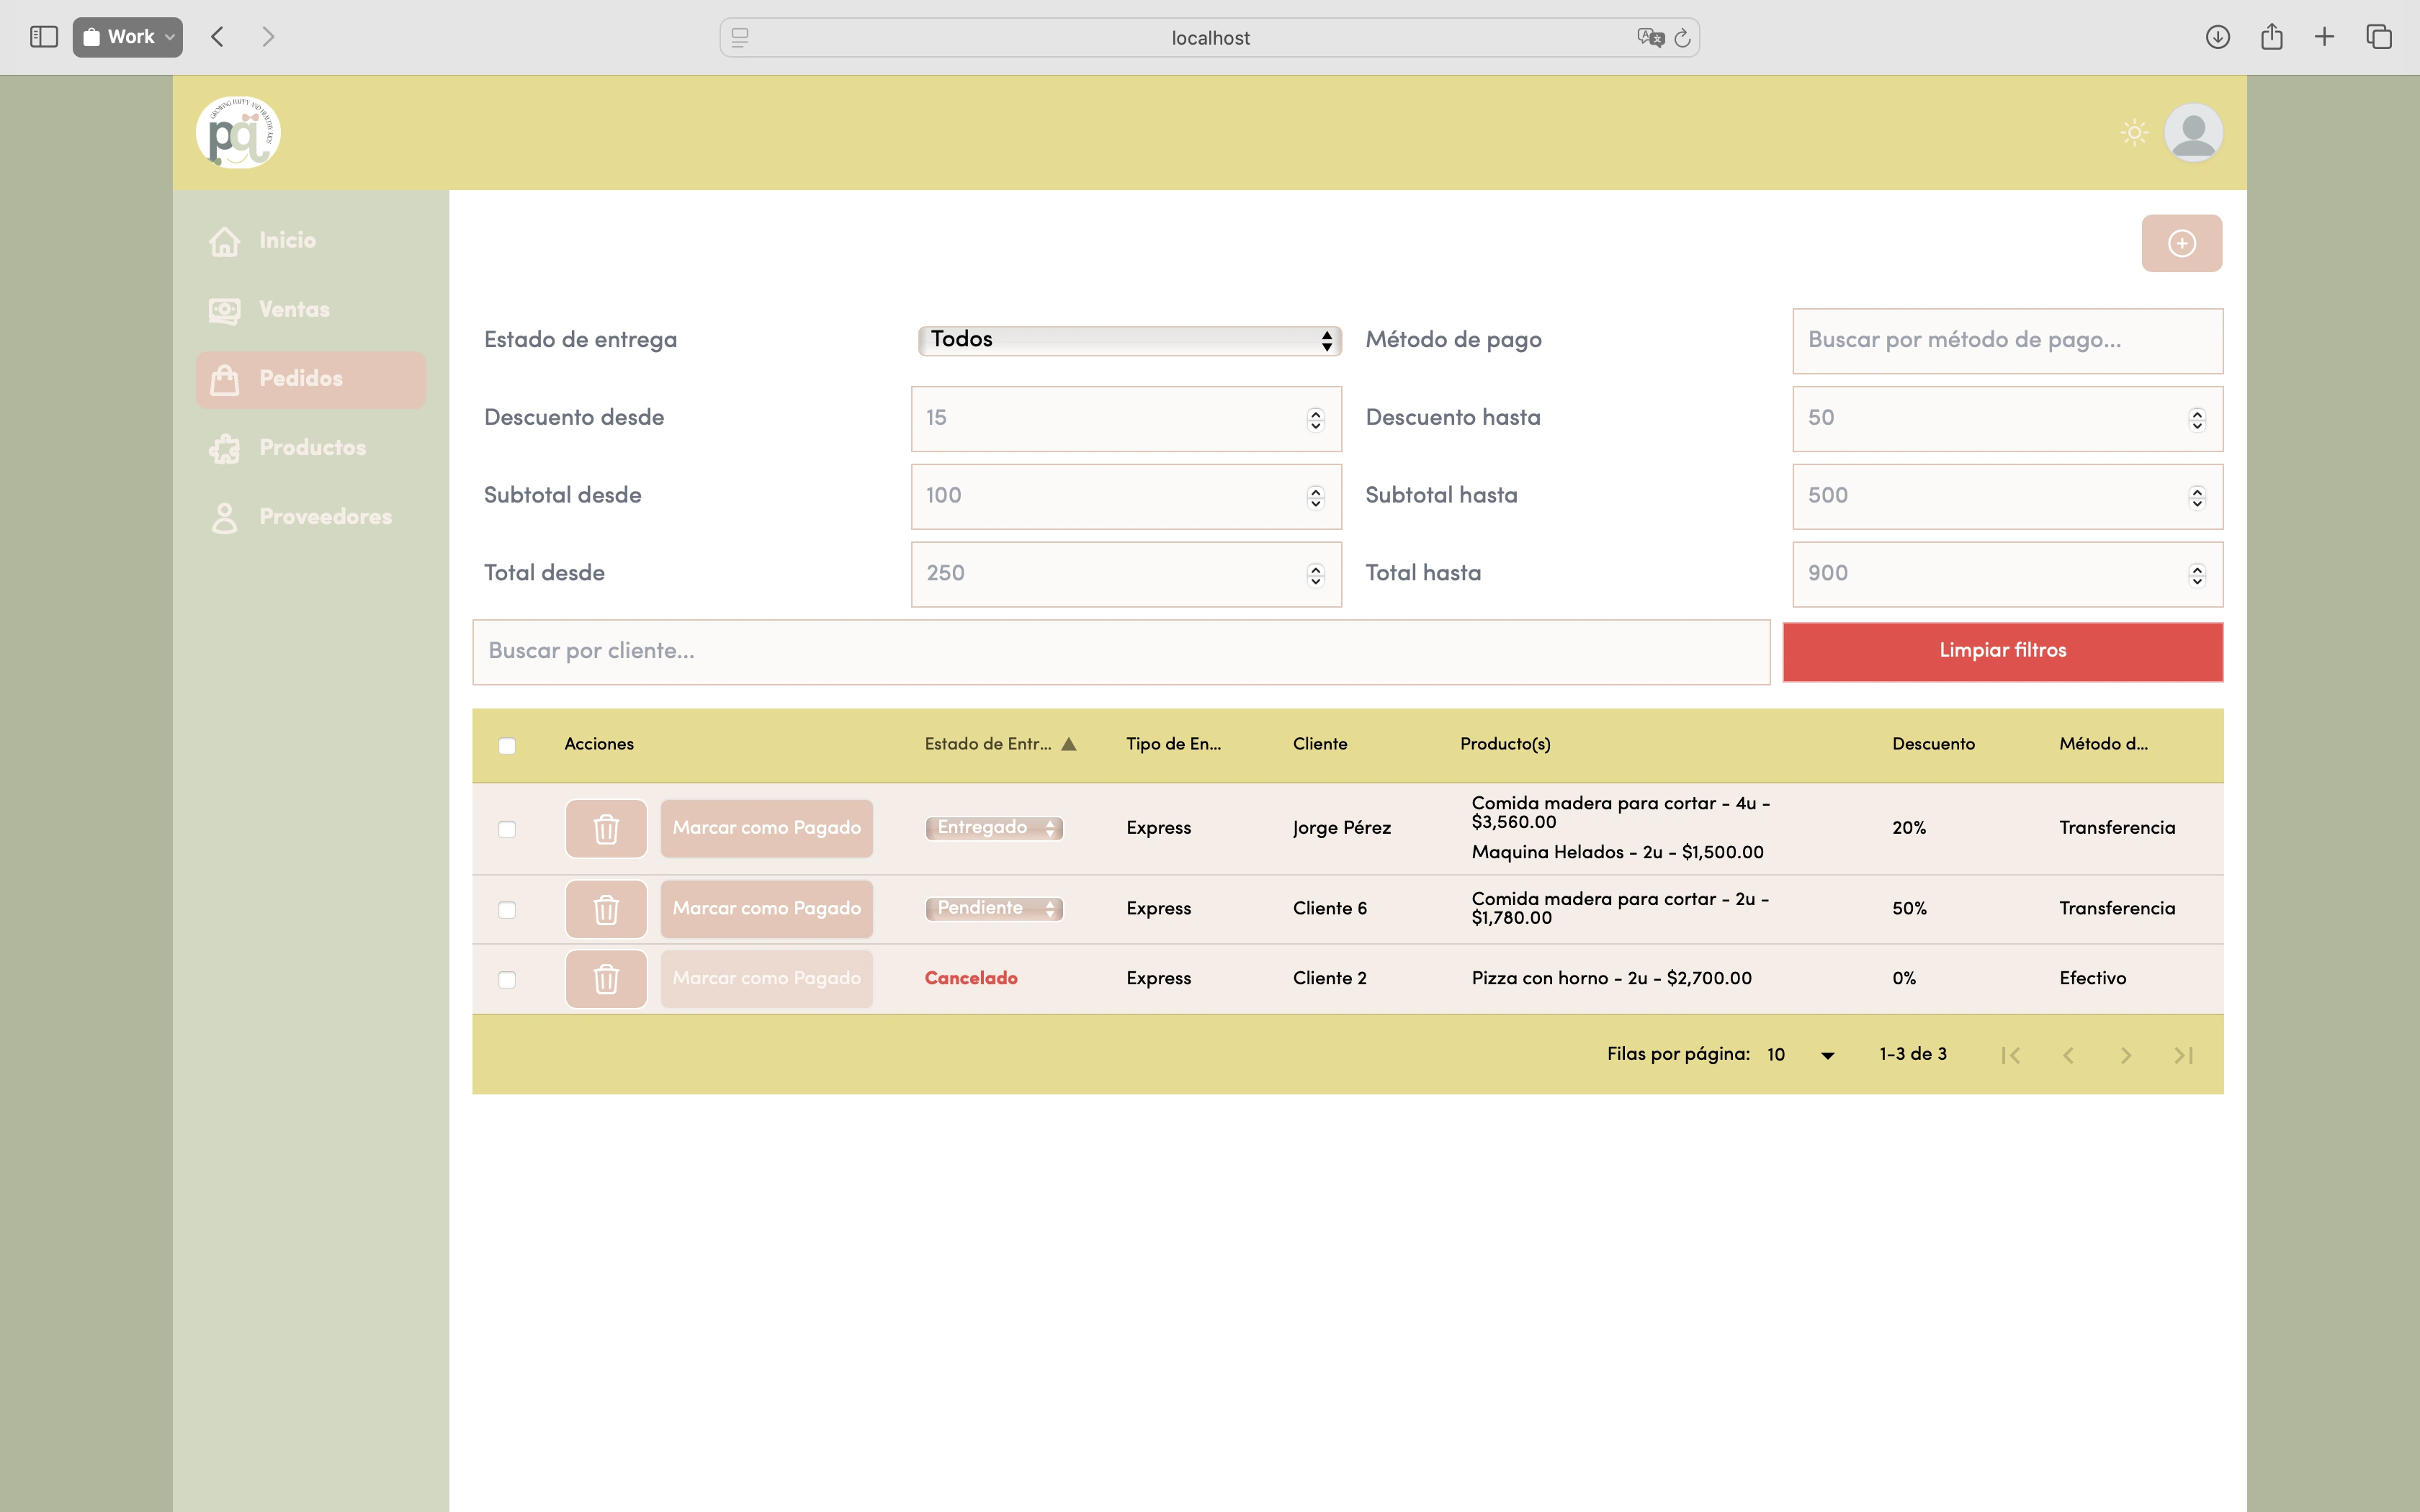 Work
localhost
GROWING HAPPY AND HEALTHY KIDS
pq
Inicio
Ventas
Pedidos
Productos
Proveedores
Estado de entrega
Todos
Método de pago
Buscar por método de pago...
Descuento desde
15
Descuento hasta
50
Subtotal desde
100
Subtotal hasta
500
Total desde
250
Total hasta
900
Buscar por cliente...
Limpiar filtros
Acciones
Estado de Entr... ▲
Tipo de En...
Cliente
Producto(s)
Descuento
Método d...
Marcar como Pagado
Entregado
Express
Jorge Pérez
Comida madera para cortar - 4u -
$3,560.00
Maquina Helados - 2u - $1,500.00
20%
Transferencia
Marcar como Pagado
Pendiente
Express
Cliente 6
Comida madera para cortar - 2u -
$1,780.00
50%
Transferencia
Marcar como Pagado
Cancelado
Express
Cliente 2
Pizza con horno - 2u - $2,700.00
0%
Efectivo
Filas por página: 10
1-3 de 3